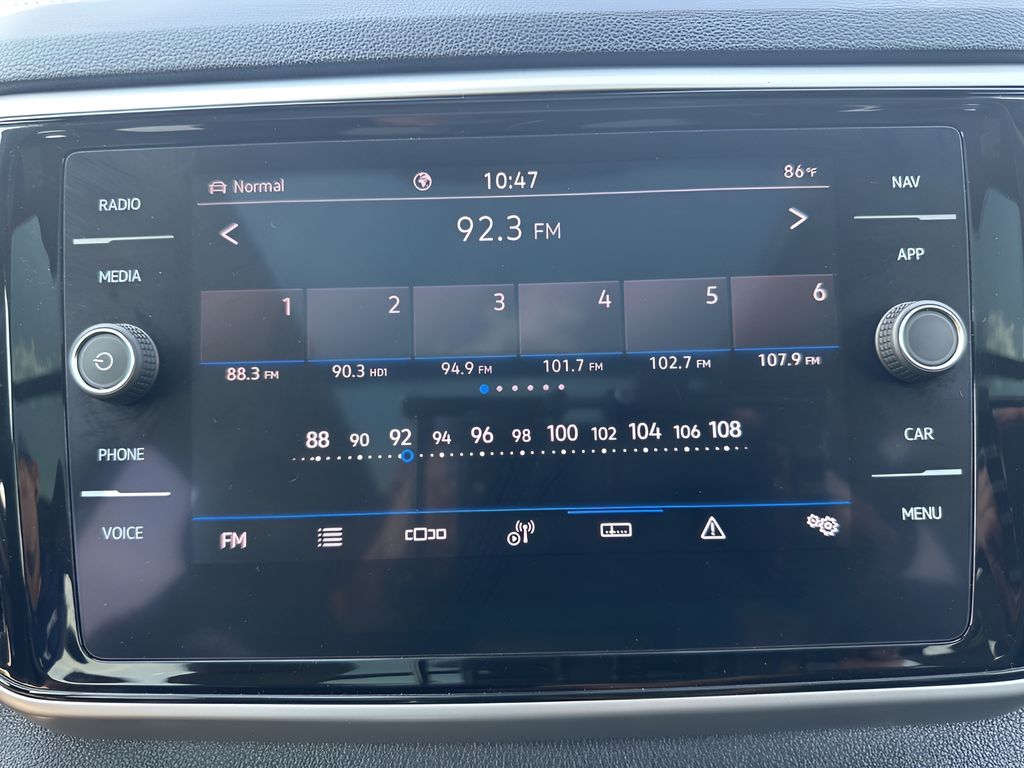 RADIO
MEDIA
PHONE
VOICE
Normal 10:47 86°F
92.3 FM
1 2 3 4 5 6
88.3 FM 90.3 HD1 94.9 FM 101.7 FM 102.7 FM 107.9 FM
88 90 92 94 96 98 100 102 104 106 108
FM
NAV
APP
CAR
MENU